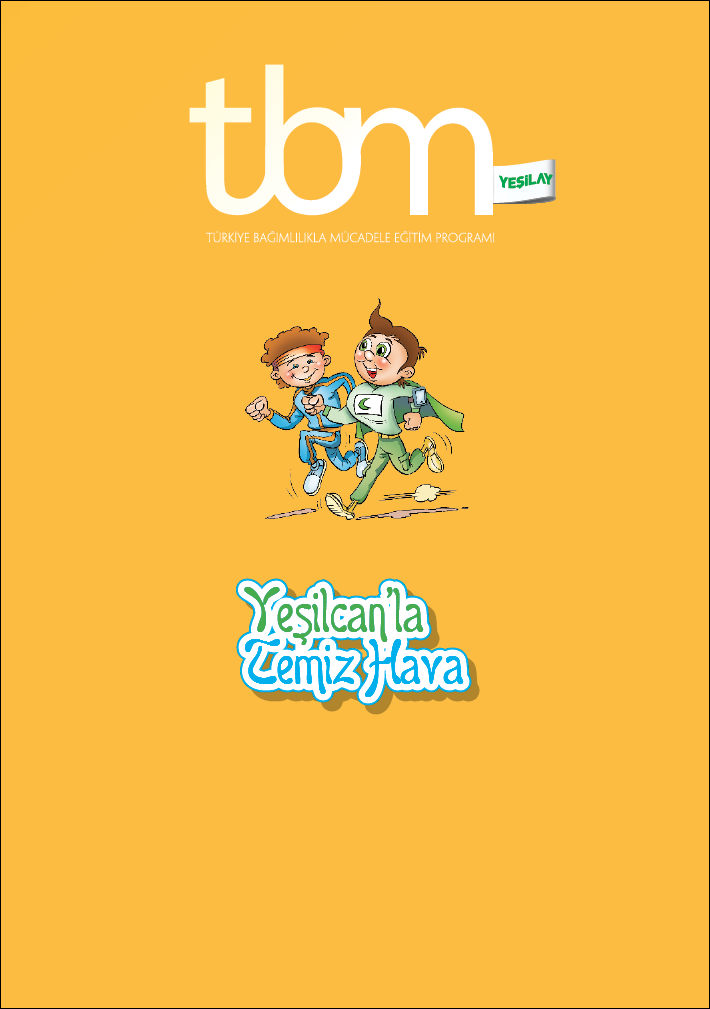 tbm
YEŞİLAY
TÜRKİYE BAĞIMLILIKLA MÜCADELE EĞİTİM PROGRAMI
Yeşilcan'la
Temiz Hava